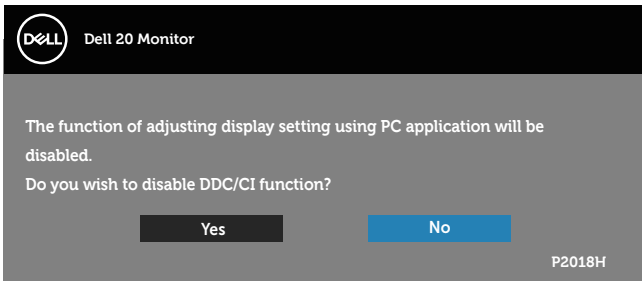 DELL
Dell 20 Monitor
The function of adjusting display setting using PC application will be
disabled.
Do you wish to disable DDC/CI function?
Yes
No
P2018H